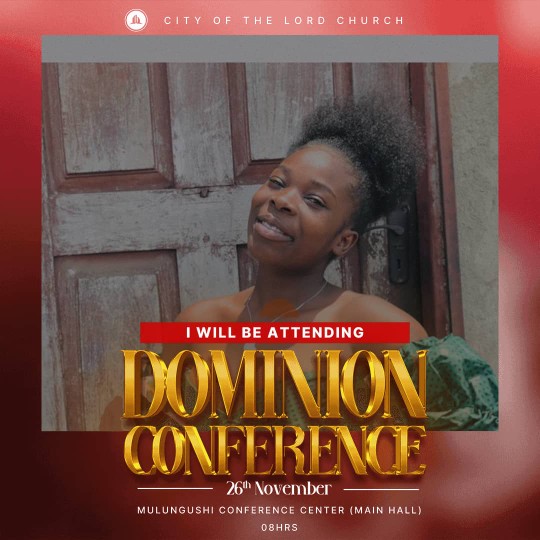 CITY OF THE LORD CHURCH
I WILL BE ATTENDING
DOMINION
CONFERENCE
26th November
MULUNGUSHI CONFERENCE CENTER (MAIN HALL)
08HRS